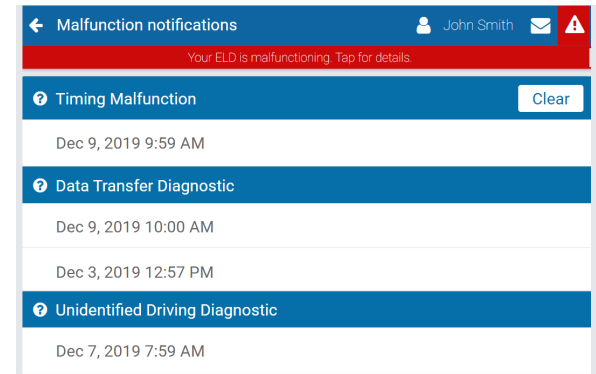 Malfunction notifications John Smith
Your ELD is malfunctioning. Tap for details.
Timing Malfunction Clear
Dec 9, 2019 9:59 AM
Data Transfer Diagnostic
Dec 9, 2019 10:00 AM
Dec 3, 2019 12:57 PM
Unidentified Driving Diagnostic
Dec 7, 2019 7:59 AM